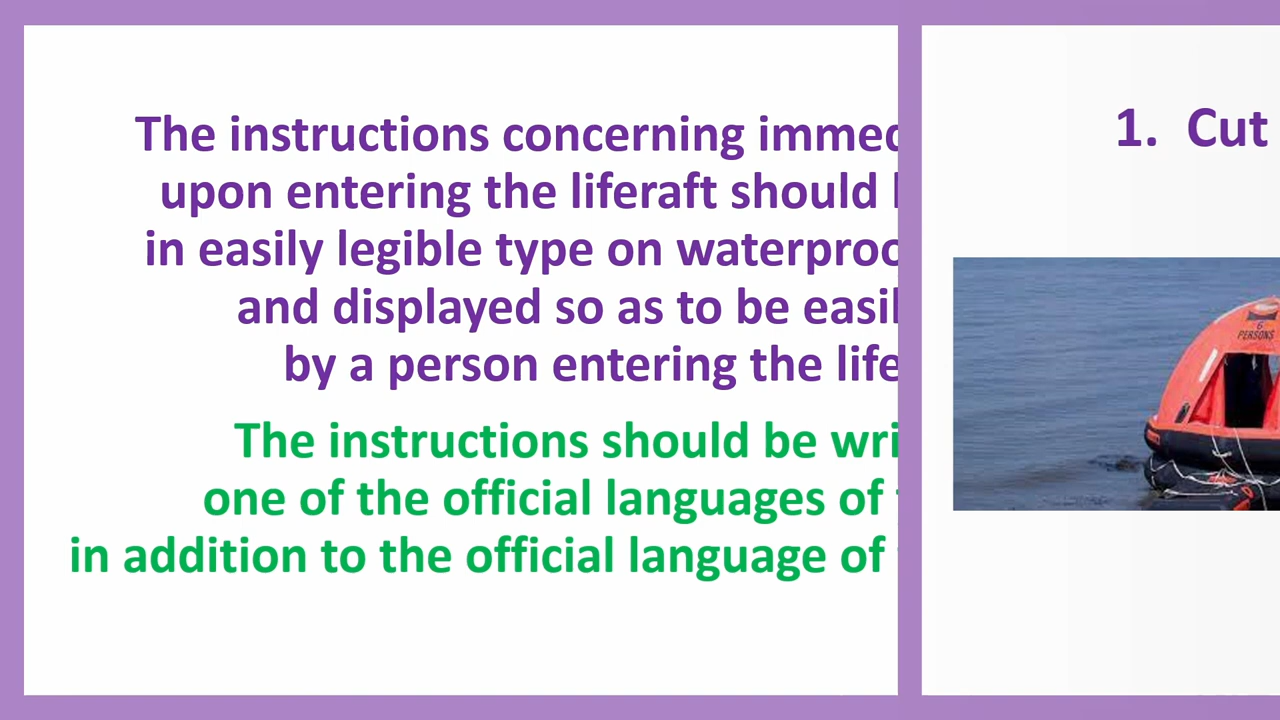 The instructions concerning immed
upon entering the liferaft should
in easily legible type on waterproo
and displayed so as to be easil
by a person entering the life
The instructions should be wri
one of the official languages of
in addition to the official language of
1. Cut
6
PERSONS